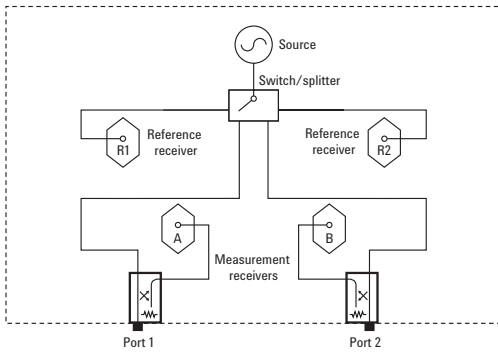 Source
Switch/splitter
Reference
receiver
R1
Reference
receiver
R2
A
B
Measurement
receivers
Port 1
Port 2